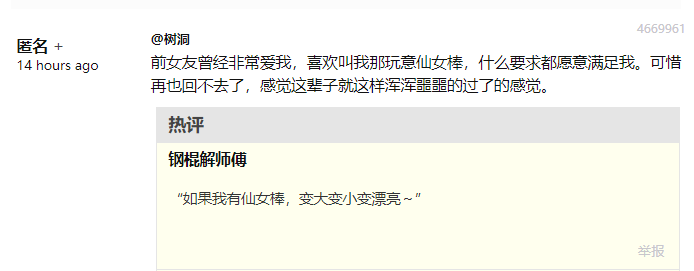 4669961
匿名 +
14 hours ago
@树洞
前女友曾经非常爱我，喜欢叫我那玩意仙女棒，什么要求都愿意满足我。可惜
再也回不去了，感觉这辈子就这样浑浑噩噩的过了的感觉。
热评
钢棍解师傅
“如果我有仙女棒，变大变小变漂亮～”
举报